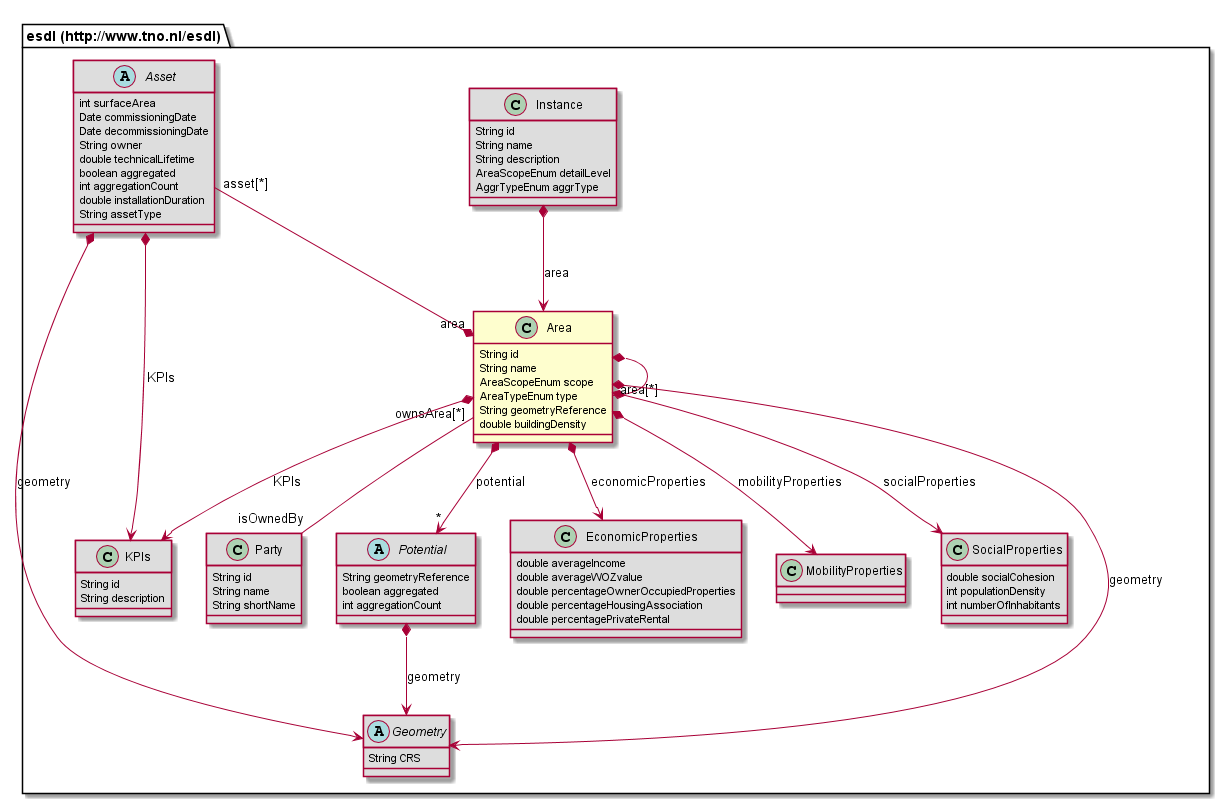 esdl (http://www.tno.nl/esdl)
A Asset
int surfaceArea
Date commissioningDate
Date decommissioningDate
String owner
double technicalLifetime
boolean aggregated
int aggregationCount
double installationDuration
String assetType
C Instance
String id
String name
String description
AreaScopeEnum detailLevel
AggrTypeEnum aggrType
asset[*]
area
area
C Area
String id
String name
AreaScopeEnum scope
AreaTypeEnum type
String geometryReference
double buildingDensity
area[*]
KPIs
ownsArea[*]
geometry
KPIs
potential
economicProperties
mobilityProperties
socialProperties
isOwnedBy
*
C KPIs
String id
String description
C Party
String id
String name
String shortName
A Potential
String geometryReference
boolean aggregated
int aggregationCount
C EconomicProperties
double averageIncome
double averageWOZvalue
double percentageOwnerOccupiedProperties
double percentageHousingAssociation
double percentagePrivateRental
C MobilityProperties
C SocialProperties
double socialCohesion
int populationDensity
int numberOfInhabitants
geometry
geometry
A Geometry
String CRS